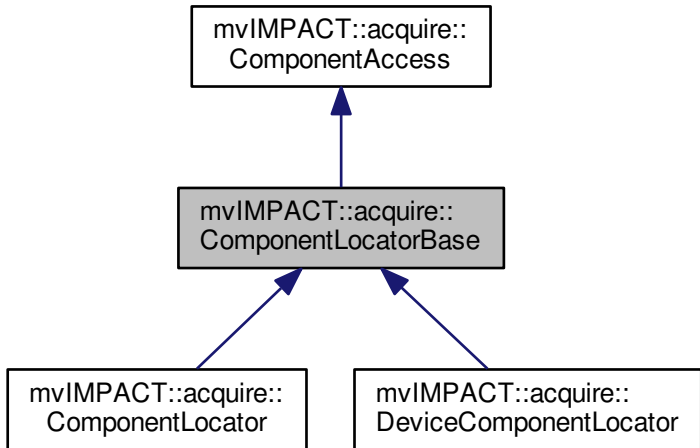 mvIMPACT::acquire::
ComponentAccess
mvIMPACT::acquire::
ComponentLocatorBase
mvIMPACT::acquire::
ComponentLocator
mvIMPACT::acquire::
DeviceComponentLocator